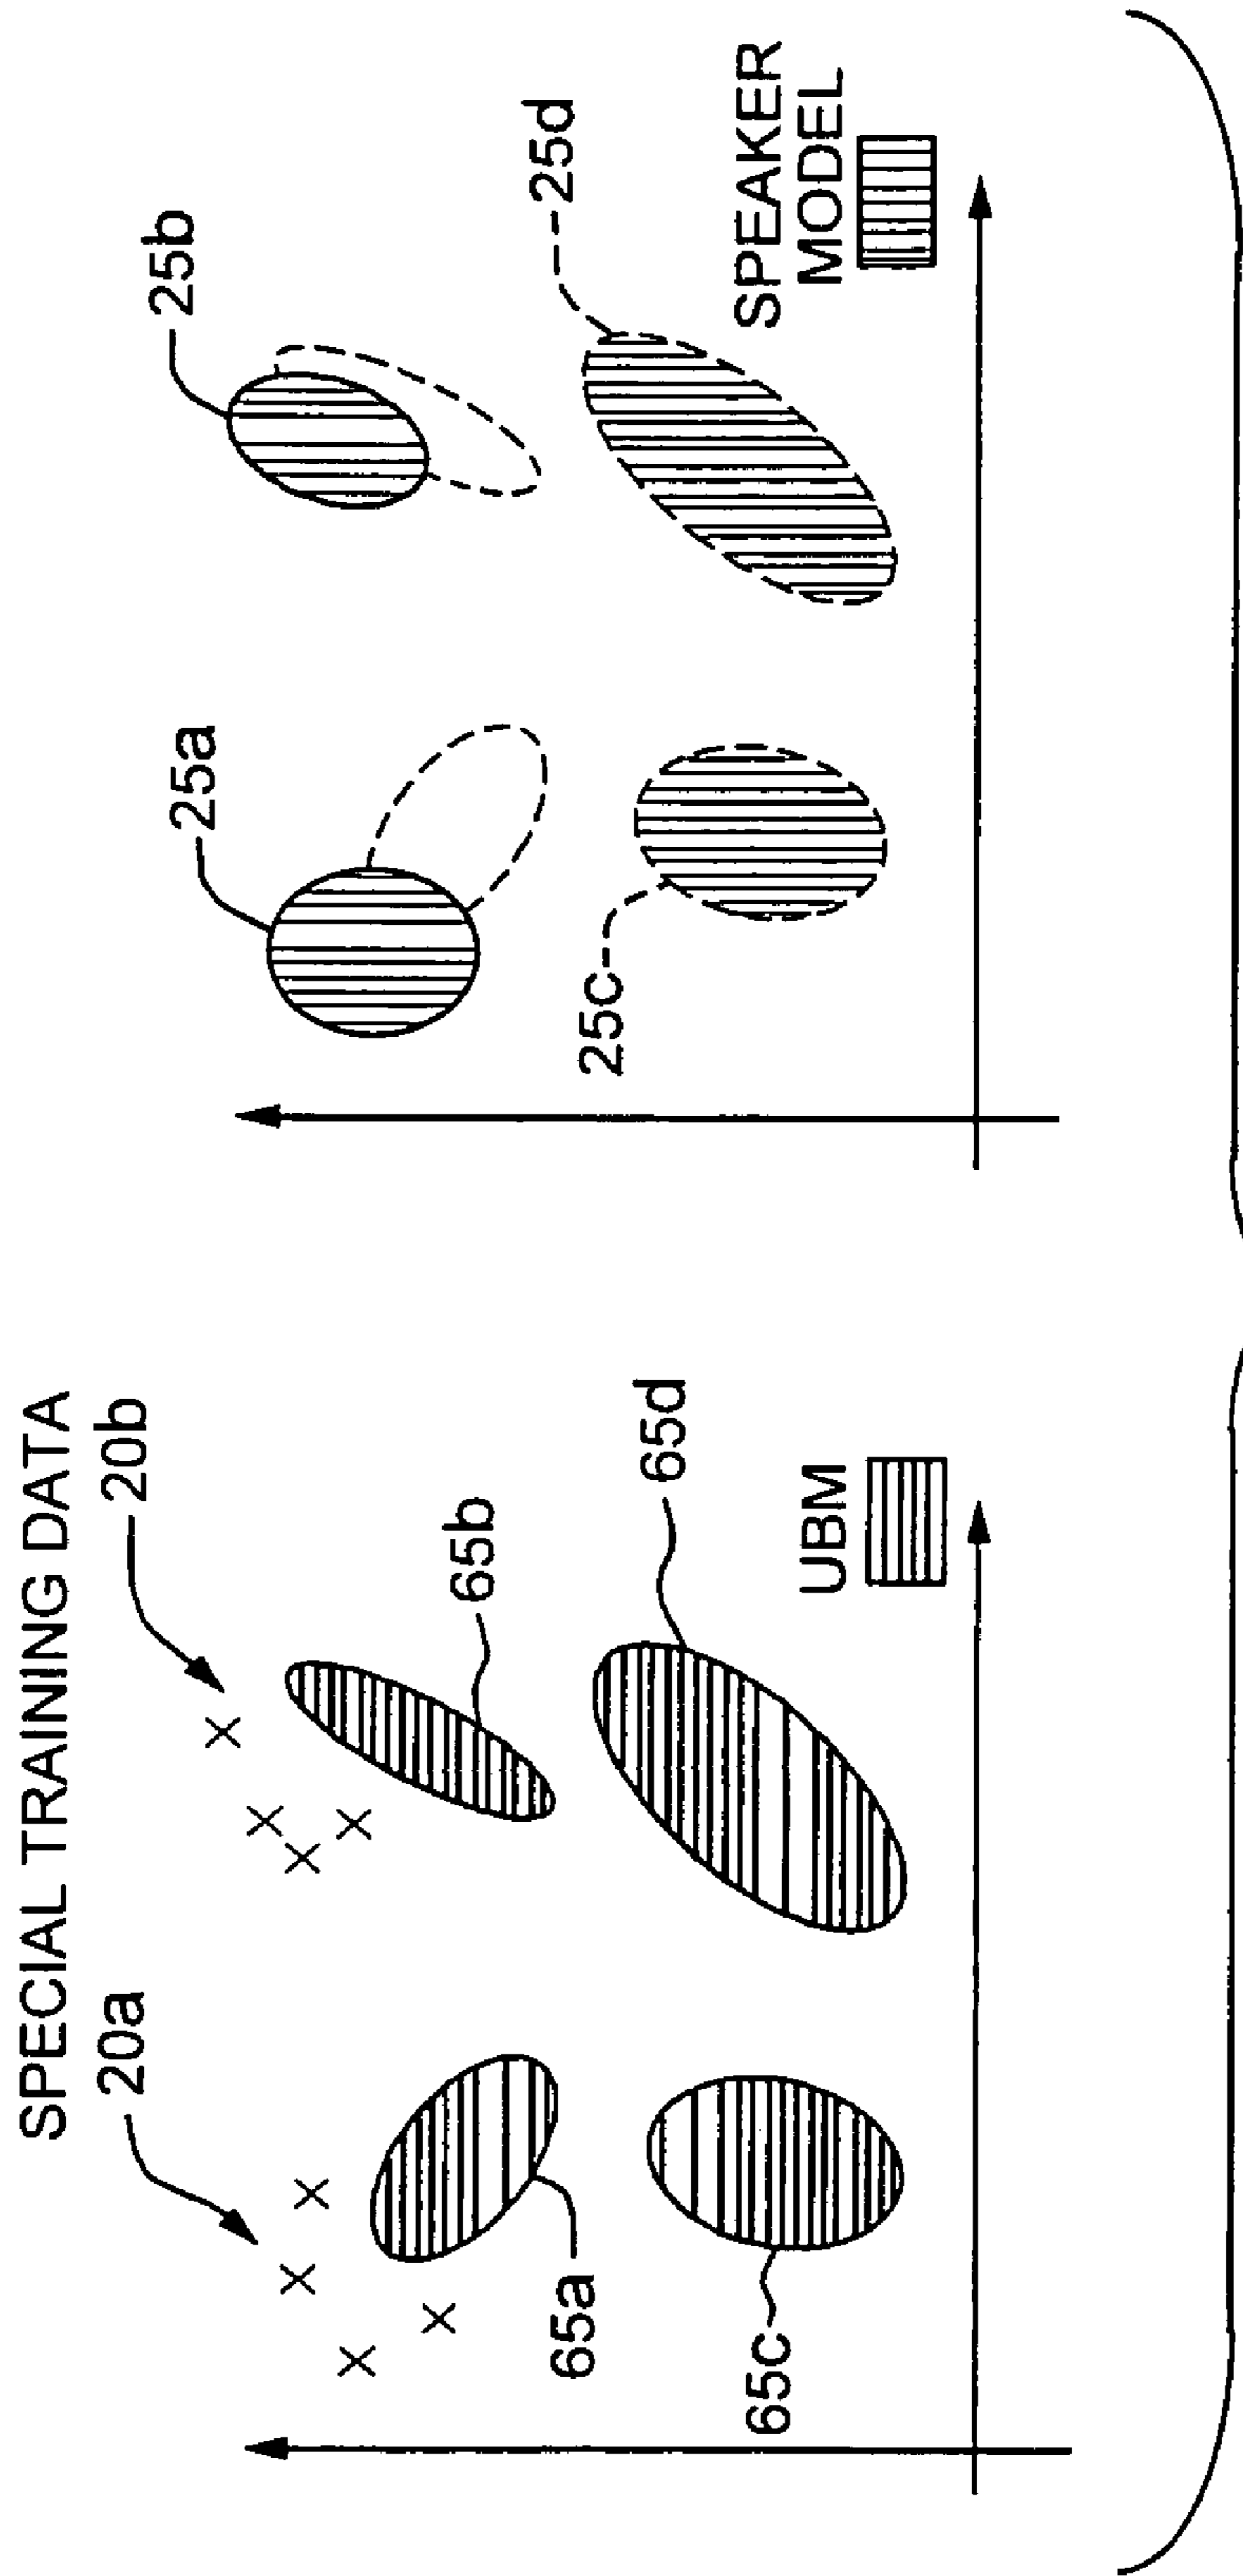 SPECIAL TRAINING DATA
20a
20b
65a
65b
65c
65d
UBM
25a
25b
25c
25d
SPEAKER
MODEL